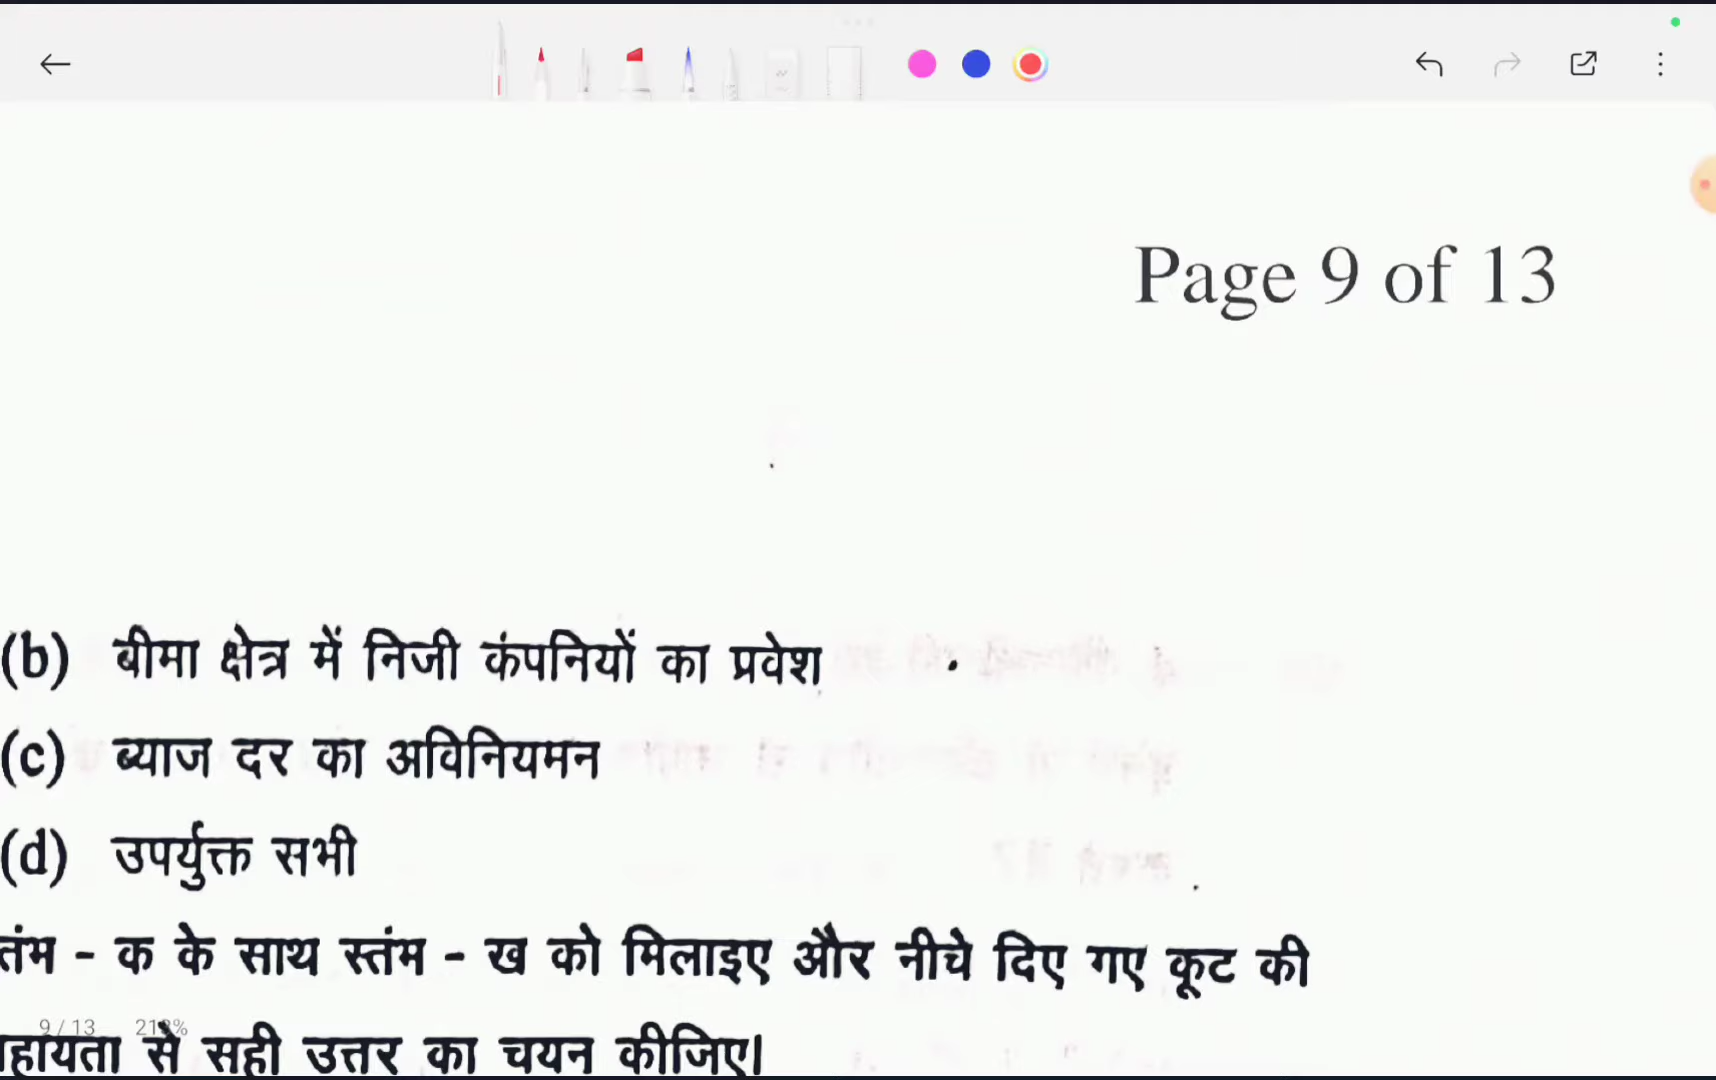 Page 9 of 13
(b) बीमा क्षेत्र में निजी कंपनियों का प्रवेश
(c) ब्याज दर का अविनियमन
(d) उपर्युक्त सभी
तंभ - क के साथ स्तंभ - ख को मिलाइए और नीचे दिए गए कूट की
हायता से सही उत्तर का चयन कीजिए।
9 / 13